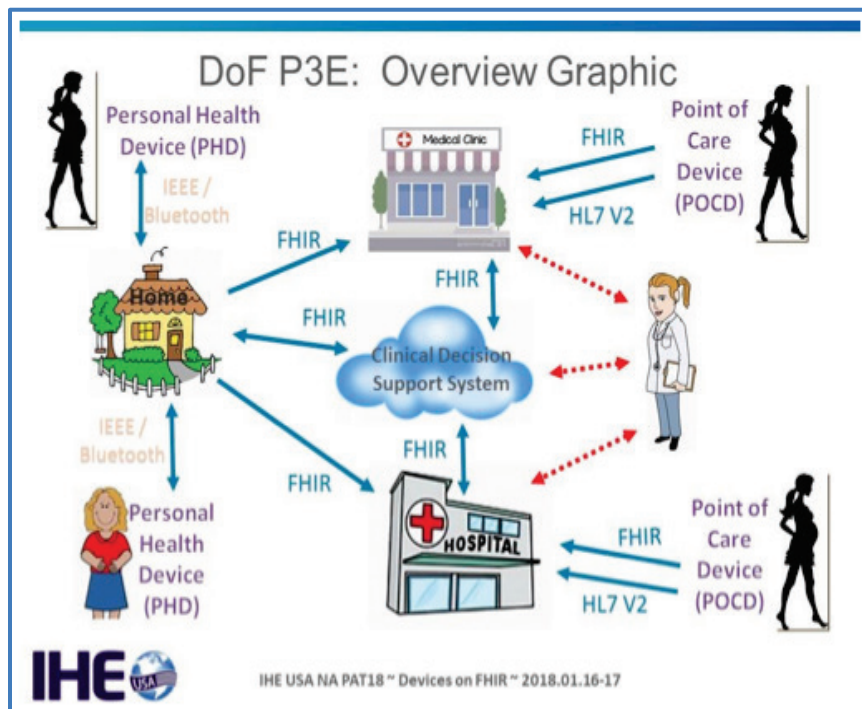 DoF P3E: Overview Graphic
Personal Health
Device (PHD)
IEEE /
Bluetooth
Medical Clinic
FHIR
HL7 V2
Point of
Care
Device
(POCD)
FHIR
FHIR
Home
FHIR
Clinical Decision
Support System
IEEE /
Bluetooth
FHIR
FHIR
Personal
Health
Device
(PHD)
HOSPITAL
FHIR
HL7 V2
Point of
Care
Device
(POCD)
IHE
USA
IHE USA NA PAT18 ~ Devices on FHIR ~ 2018.01.16-17